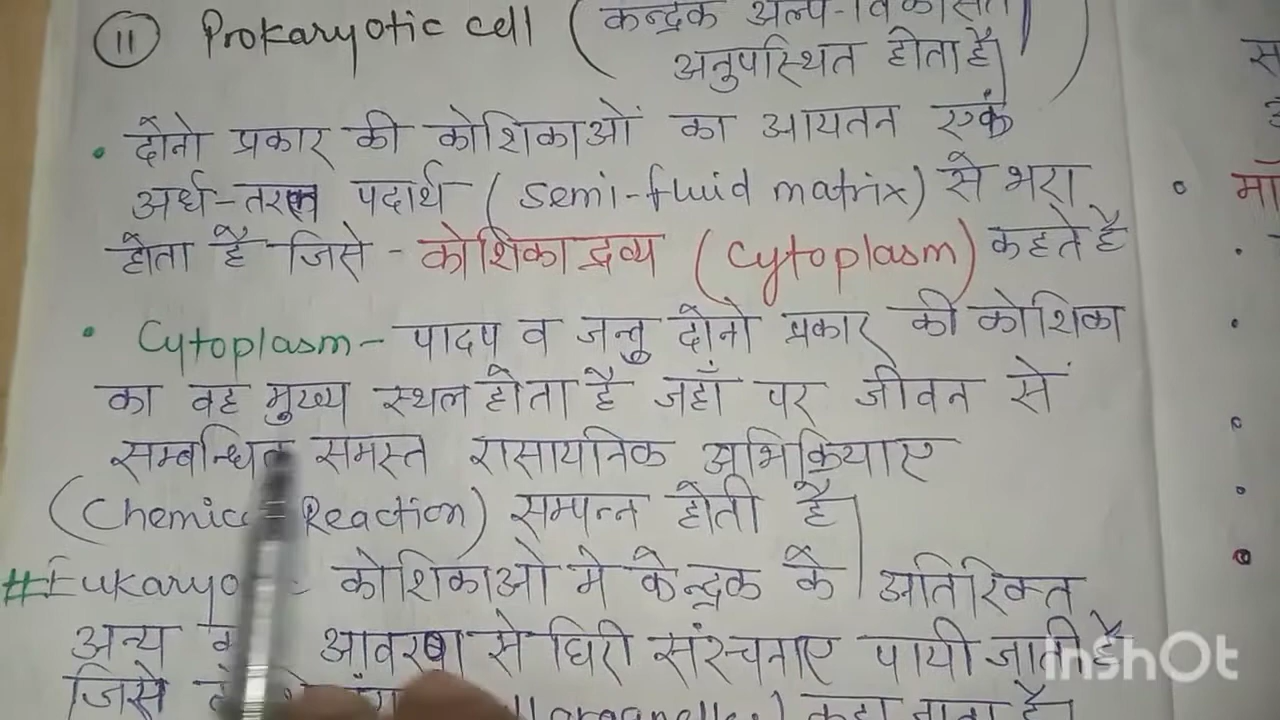 (11) Prokaryotic cell (कन्द्रक अल्प-विकसित
अनुपस्थित होता है।)
• दोनो प्रकार की कोशिकाओं का आयतन एक
अर्ध-तरल पदार्थ (Semi-fluid matrix) से भरा
होता है जिसे - कोशिका द्रव्य (Cytoplasm) कहते है
• Cytoplasm - पादप व जन्तु दोनो प्रकार की कोशिका
का वह मुख्य स्थल होता है जहाँ पर जीवन से
सम्बन्धित समस्त रासायनिक अभिक्रियाए
(Chemical Reaction) सम्पन्न होती है।
# कोशिकाओ मे केन्द्रक के अतिरिक्त
अन्य आवरण से घिरी संरचनाए पायी जाती है
जिसे कहा जाता है।
InShOt